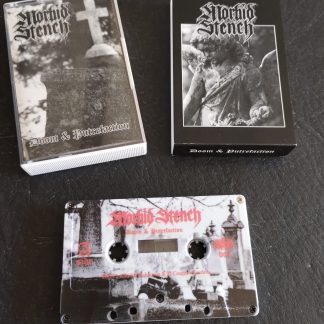 Morbid
Stench
Doom & Putrefaction
Morbid
Stench
Doom & Putrefaction
Morbid Stench
Doom & Putrefaction